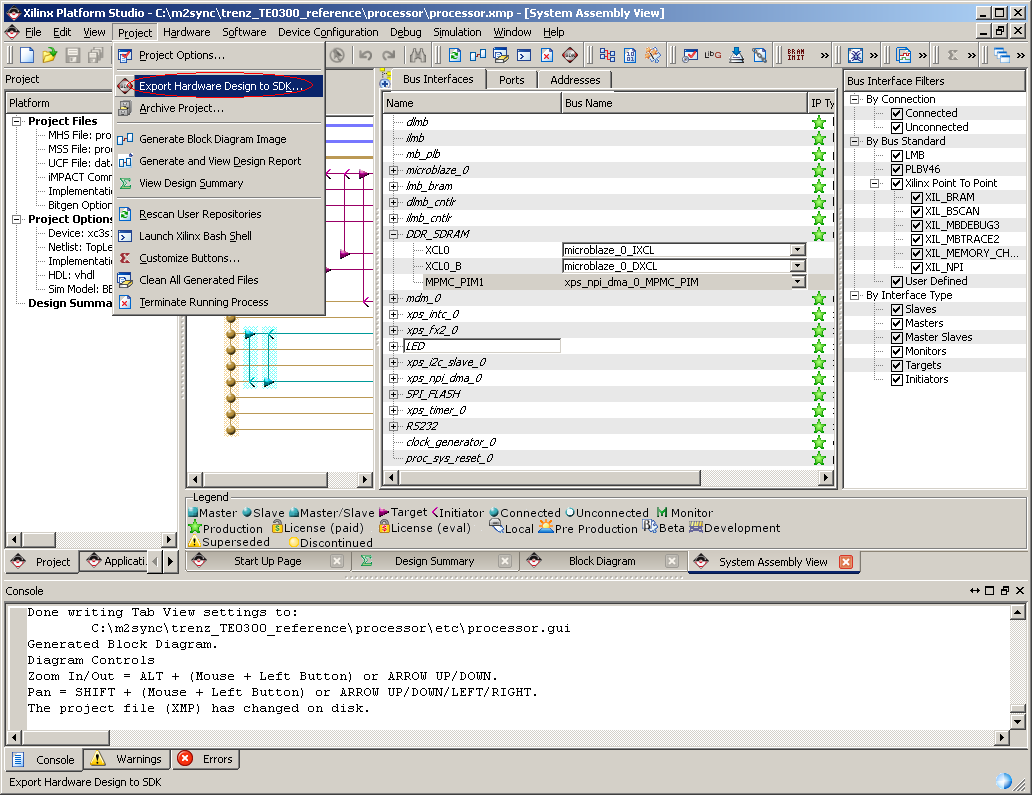 Xilinx Platform Studio - C:\m2sync\trenz_TE0300_reference\processor\processor.xmp - [System Assembly View]
File Edit View Project Hardware Software Device Configuration Debug Simulation Window Help
Project Options...
Export Hardware Design to SDK...
Archive Project...
Generate Block Diagram Image
Generate and View Design Report
View Design Summary
Rescan User Repositories
Launch Xilinx Bash Shell
Customize Buttons...
Clean All Generated Files
Terminate Running Process
Project
Platform
Project Files
MHS File: proc
MSS File: proc
UCF File: data
iMPACT Comm
Implementatio
Bitgen Option
Project Options
Device: xc3s1
Netlist: TopLe
Implementatio
HDL: vhdl
Sim Model: BE
Design Summa
Bus Interfaces Ports Addresses
Name Bus Name IP Ty
dlmb
ilmb
mb_plb
microblaze_0
lmb_bram
dlmb_cntlr
ilmb_cntlr
DDR_SDRAM
XCL0 microblaze_0_IXCL
XCL0_B microblaze_0_DXCL
MPMC_PIM1 xps_npi_dma_0_MPMC_PIM
mdm_0
xps_intc_0
xps_fx2_0
LED
xps_i2c_slave_0
xps_npi_dma_0
SPI_FLASH
xps_timer_0
RS232
clock_generator_0
proc_sys_reset_0
Bus Interface Filters
By Connection
Connected
Unconnected
By Bus Standard
LMB
PLBV46
Xilinx Point To Point
XIL_BRAM
XIL_BSCAN
XIL_MBDEBUG3
XIL_MBTRACE2
XIL_MEMORY_CH...
XIL_NPI
User Defined
By Interface Type
Slaves
Masters
Master Slaves
Monitors
Targets
Initiators
Legend
Master Slave Master/Slave Target Initiator Connected Unconnected M Monitor
Production License (paid) License (eval) Local Pre Production Beta Development
Superseded Discontinued
Project Applicati.
Start Up Page Design Summary Block Diagram System Assembly View
Console
Done writing Tab View settings to:
C:\m2sync\trenz_TE0300_reference\processor\etc\processor.gui
Generated Block Diagram.
Diagram Controls
Zoom In/Out = ALT + (Mouse + Left Button) or ARROW UP/DOWN.
Pan = SHIFT + (Mouse + Left Button) or ARROW UP/DOWN/LEFT/RIGHT.
The project file (XMP) has changed on disk.
Console Warnings Errors
Export Hardware Design to SDK